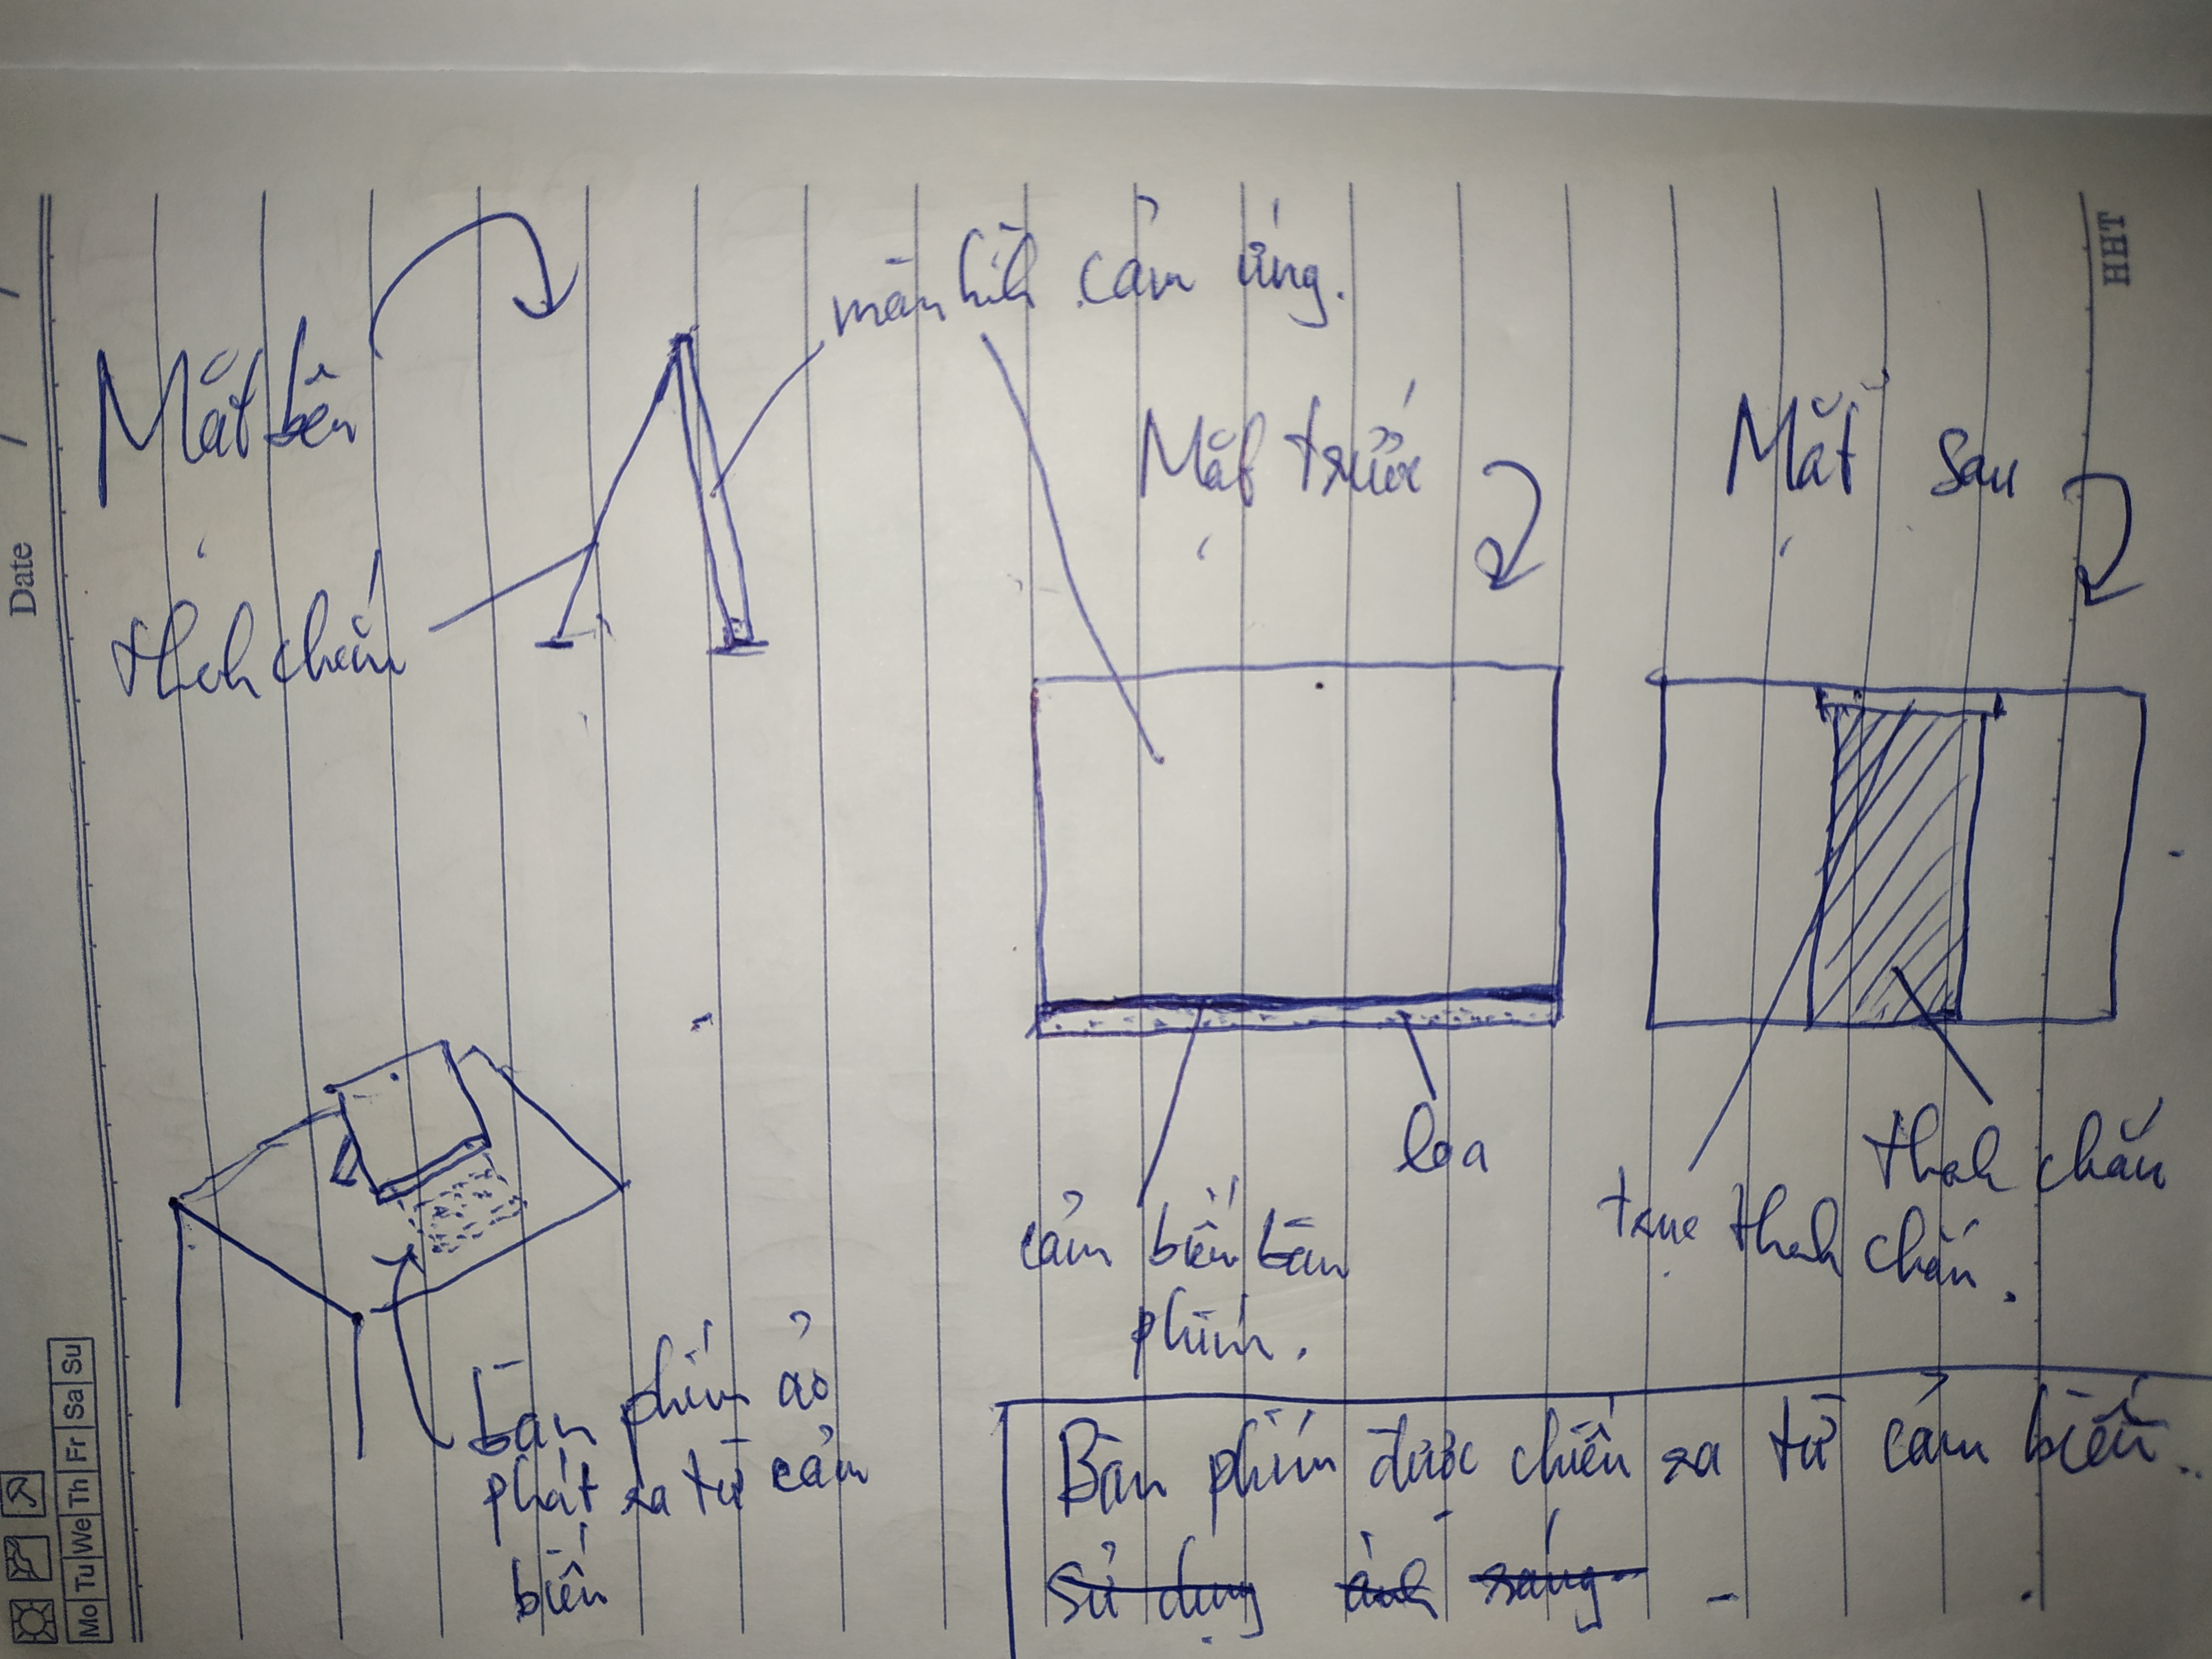 màn hình cảm ứng.
Mặt bên
Mặt trước
Mặt sau
thanh chắn
loa
thanh chắn
cảm biến bàn
phím.
trục thanh chắn.
bàn phím ảo
phát ra từ cảm
biến
Bàn phím được chiếu ra từ cảm biến..
Sử dụng ánh sáng
Date
Mo Tu We Th Fr Sa Su
HHT